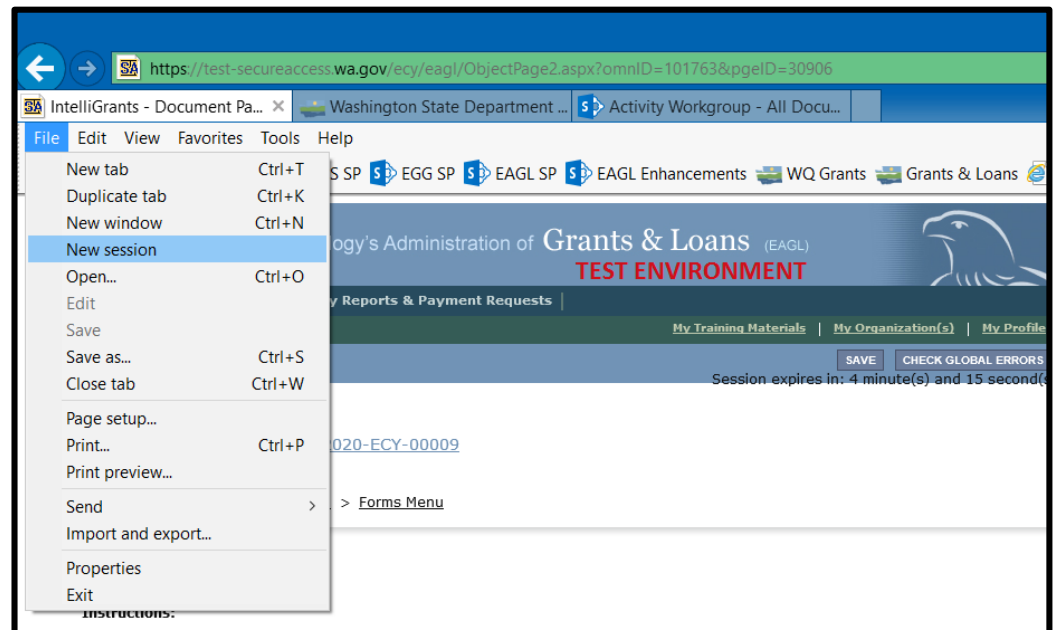 https://test-secureaccess.wa.gov/ecy/eagl/ObjectPage2.aspx?omnID=101763&pgeID=30906
IntelliGrants - Document Pa... Washington State Department ... Activity Workgroup - All Docu...
File Edit View Favorites Tools Help
S SP EGG SP EAGL SP EAGL Enhancements WQ Grants Grants & Loans
New tab Ctrl+T
Duplicate tab Ctrl+K
New window Ctrl+N
New session
Open... Ctrl+O
Edit
Save
Save as... Ctrl+S
Close tab Ctrl+W
Page setup...
Print... Ctrl+P
Print preview...
Send >
Import and export...
Properties
Exit
ogy's Administration of Grants & Loans (EAGL)
TEST ENVIRONMENT
y Reports & Payment Requests |
My Training Materials | My Organization(s) | My Profile
SAVE CHECK GLOBAL ERRORS
Session expires in: 4 minute(s) and 15 second(s
2020-ECY-00009
> Forms Menu
Instructions: